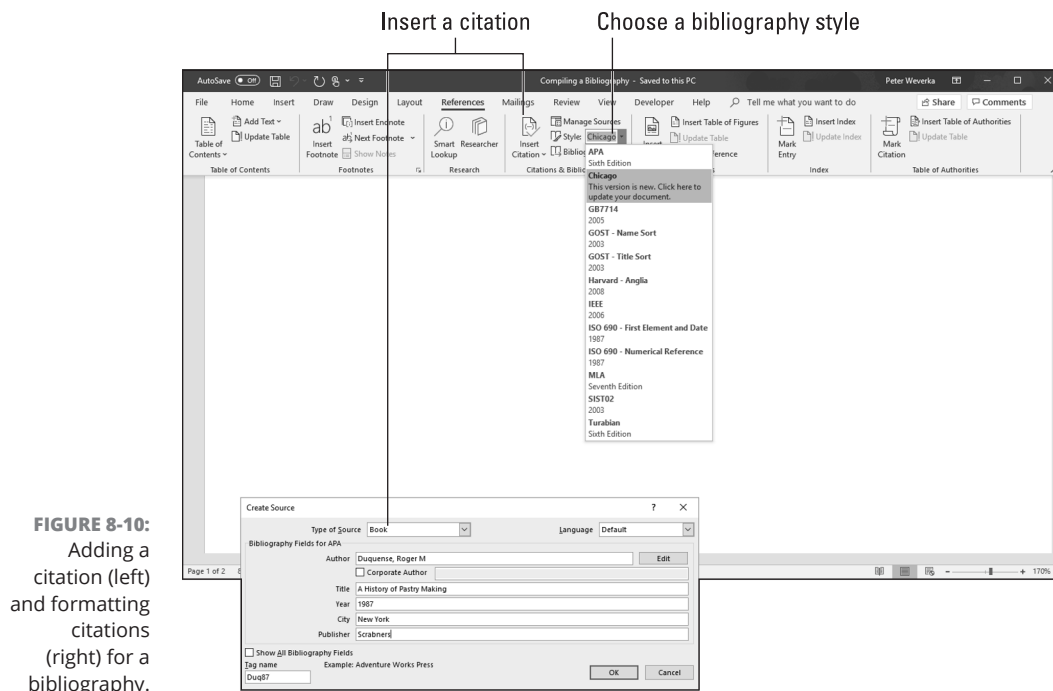 Insert a citation
Choose a bibliography style
AutoSave Off
Compiling a Bibliography - Saved to this PC
Peter Weverka
File Home Insert Draw Design Layout References Mailings Review View Developer Help Tell me what you want to do Share Comments
Table of Contents
Add Text
Update Table
Table of Contents
ab1
Insert Footnote
Insert Endnote
Next Footnote
Show Notes
Footnotes
Smart Lookup
Researcher
Research
Insert Citation
Manage Sources
Style: Chicago
Bibliog
Citations & Biblio
Insert
Insert Table of Figures
Update Table
erence
s
Mark Entry
Insert Index
Update Index
Index
Mark Citation
Insert Table of Authorities
Update Table
Table of Authorities
APA
Sixth Edition
Chicago
This version is new. Click here to
update your document.
GB7714
2005
GOST - Name Sort
2003
GOST - Title Sort
2003
Harvard - Anglia
2008
IEEE
2006
ISO 690 - First Element and Date
1987
ISO 690 - Numerical Reference
1987
MLA
Seventh Edition
SIST02
2003
Turabian
Sixth Edition
Page 1 of 2
170%
Create Source ? ×
Type of Source Book Language Default
Bibliography Fields for APA
Author Duquense, Roger M Edit
Corporate Author
Title A History of Pastry Making
Year 1987
City New York
Publisher Scrabners
Show All Bibliography Fields
Tag name Example: Adventure Works Press
Duq87
OK Cancel
FIGURE 8-10:
Adding a
citation (left)
and formatting
citations
(right) for a
bibliography.